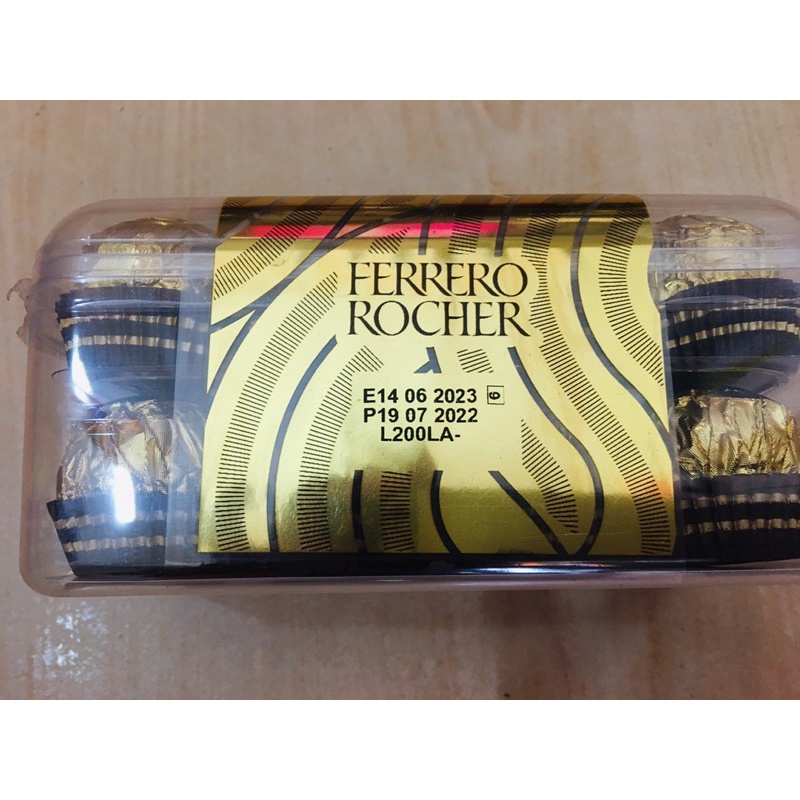 FERRERO
ROCHER
E14 06 2023 6
P19 07 2022
L200LA-